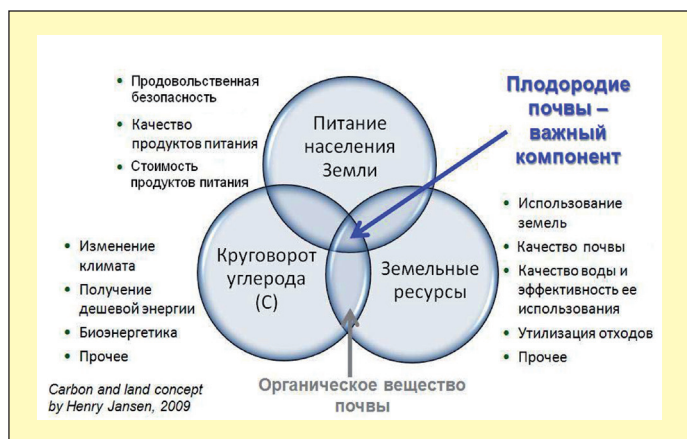 • Продовольственная
безопасность
• Качество
продуктов питания
• Стоимость
продуктов питания
Питание
населения
Земли
Плодородие
почвы –
важный
компонент
• Изменение
климата
• Получение
дешевой энергии
• Биоэнергетика
• Прочее
Круговорот
углерода
(С)
Земельные
ресурсы
• Использование
земель
• Качество почвы
• Качество воды и
эффективность ее
использования
• Утилизация отходов
• Прочее
Органическое вещество
почвы
Carbon and land concept
by Henry Jansen, 2009